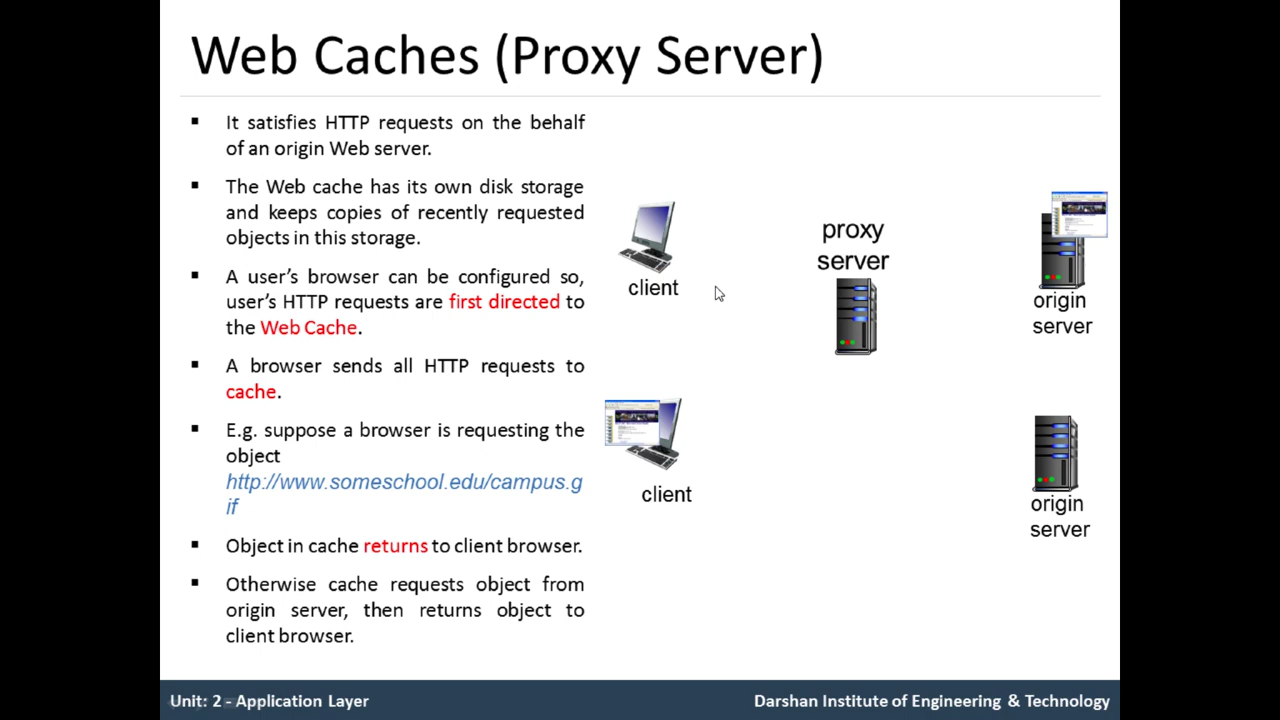 Web Caches (Proxy Server)
▪ It satisfies HTTP requests on the behalf
of an origin Web server.
▪ The Web cache has its own disk storage
and keeps copies of recently requested
objects in this storage.
▪ A user’s browser can be configured so,
user’s HTTP requests are first directed to
the Web Cache.
▪ A browser sends all HTTP requests to
cache.
▪ E.g. suppose a browser is requesting the
object
http://www.someschool.edu/campus.g
if
▪ Object in cache returns to client browser.
▪ Otherwise cache requests object from
origin server, then returns object to
client browser.
client
proxy
server
origin
server
client
origin
server
Unit: 2 - Application Layer
Darshan Institute of Engineering & Technology